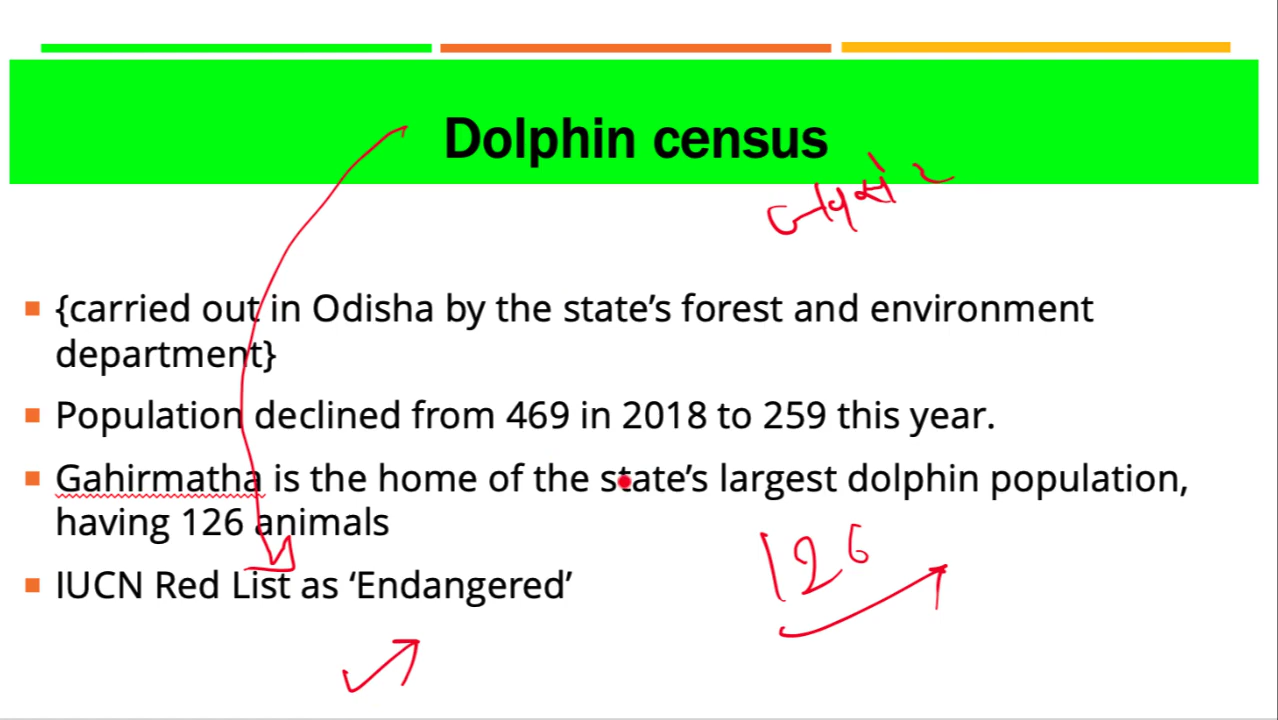 Dolphin census
{carried out in Odisha by the state’s forest and environment
department}
Population declined from 469 in 2018 to 259 this year.
Gahirmatha is the home of the state’s largest dolphin population,
having 126 animals
126
IUCN Red List as ‘Endangered’